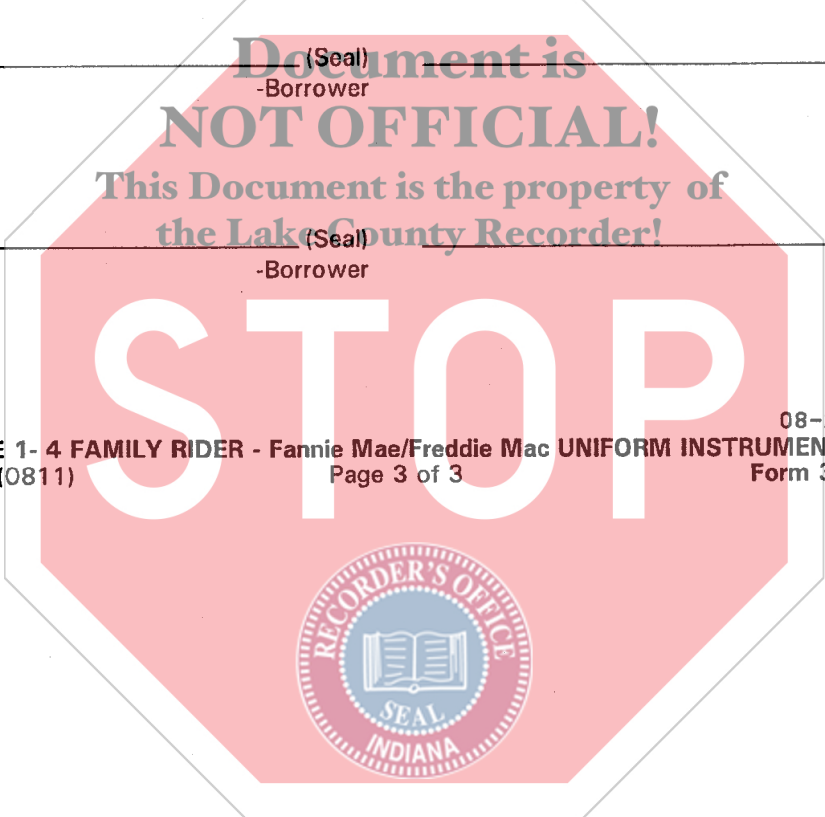 Document is
(Seal)
-Borrower
NOT OFFICIAL!
This Document is the property of
the Lake County Recorder!
(Seal)
-Borrower
STOP
08-
1- 4 FAMILY RIDER - Fannie Mae/Freddie Mac UNIFORM INSTRUMEN
(0811) Page 3 of 3 Form 3
RECORDER'S OFFICE
SEAL
INDIANA